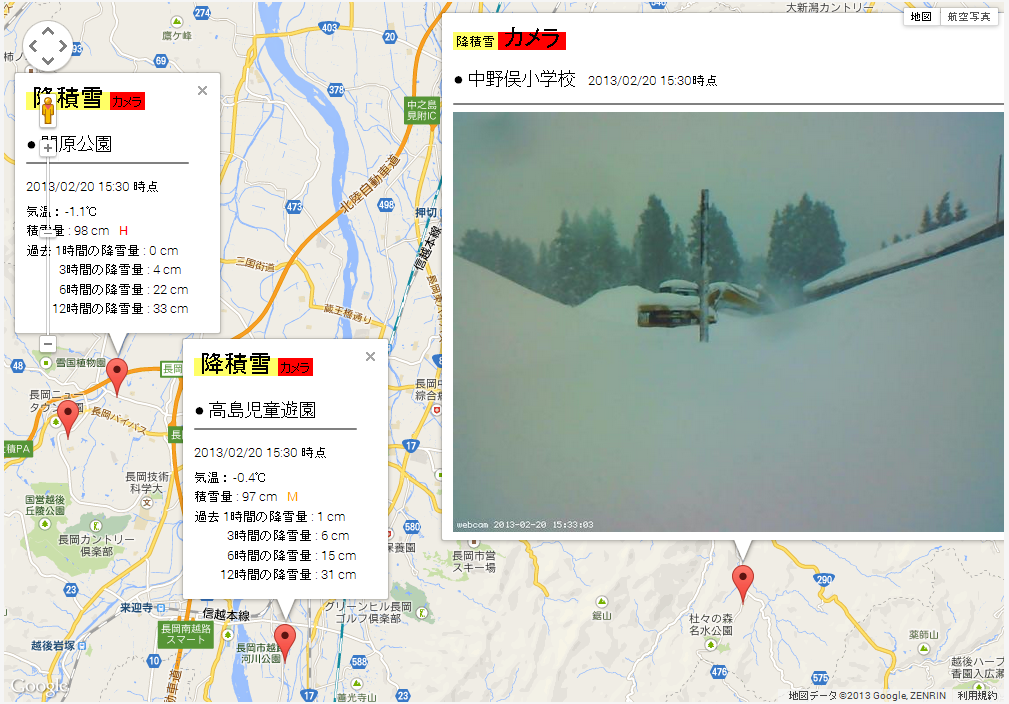 大新潟カントリー
地図
航空写真
274
403
20
69
鷹ケ峰
378
中之島
見附IC
北陸自動車道
473
498
押切
信越本線
三国街道
蔵王橋通り
降積雪 カメラ
原公園
2013/02/20 15:30 時点
気温 : -1.1℃
積雪量 : 98 cm H
過去 1時間の降雪量 : 0 cm
3時間の降雪量 : 4 cm
6時間の降雪量 : 22 cm
12時間の降雪量 : 33 cm
降積雪 カメラ
● 中野俣小学校 2013/02/20 15:30時点
webcam 2013-02-20 15:33:03
降積雪 カメラ
● 高島児童遊園
2013/02/20 15:30 時点
気温 : -0.4℃
積雪量 : 97 cm M
過去 1時間の降雪量 : 1 cm
3時間の降雪量 : 6 cm
6時間の降雪量 : 15 cm
12時間の降雪量 : 31 cm
48
雪国植物園
長岡ニュー
長岡バイパス
17
長岡技術
科学大
国営越後
丘陵公園
長岡カントリー
倶楽部
580
長岡市営
スキー場
23
来迎寺
信越本線
グリーンヒル長岡
ゴルフ倶楽部
長岡南越路
スマート
越後岩塚
長岡市越
河川公園
10
588
17
善光寺山
23
鋸山
杜々の森
名水公園
290
薬師山
476
575
越後ハーブ
香園入広瀬
Google
地図データ ©2013 Google, ZENRIN
利用規約